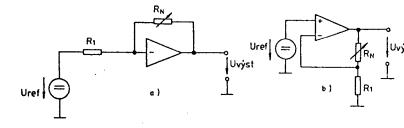 R1
RN
Uref
Uvýst
a )
Uref
RN
Uvý
R1
b )